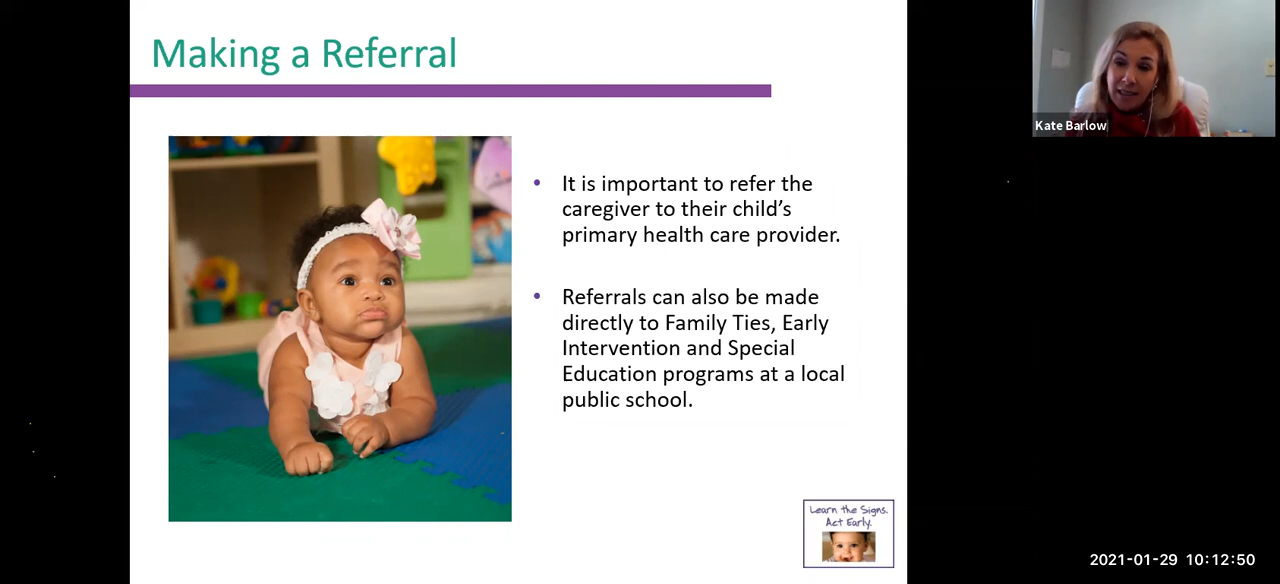 Making a Referral
Kate Barlow
• It is important to refer the
caregiver to their child’s
primary health care provider.
• Referrals can also be made
directly to Family Ties, Early
Intervention and Special
Education programs at a local
public school.
Learn the Signs.
Act Early.
2021-01-29 10:12:50